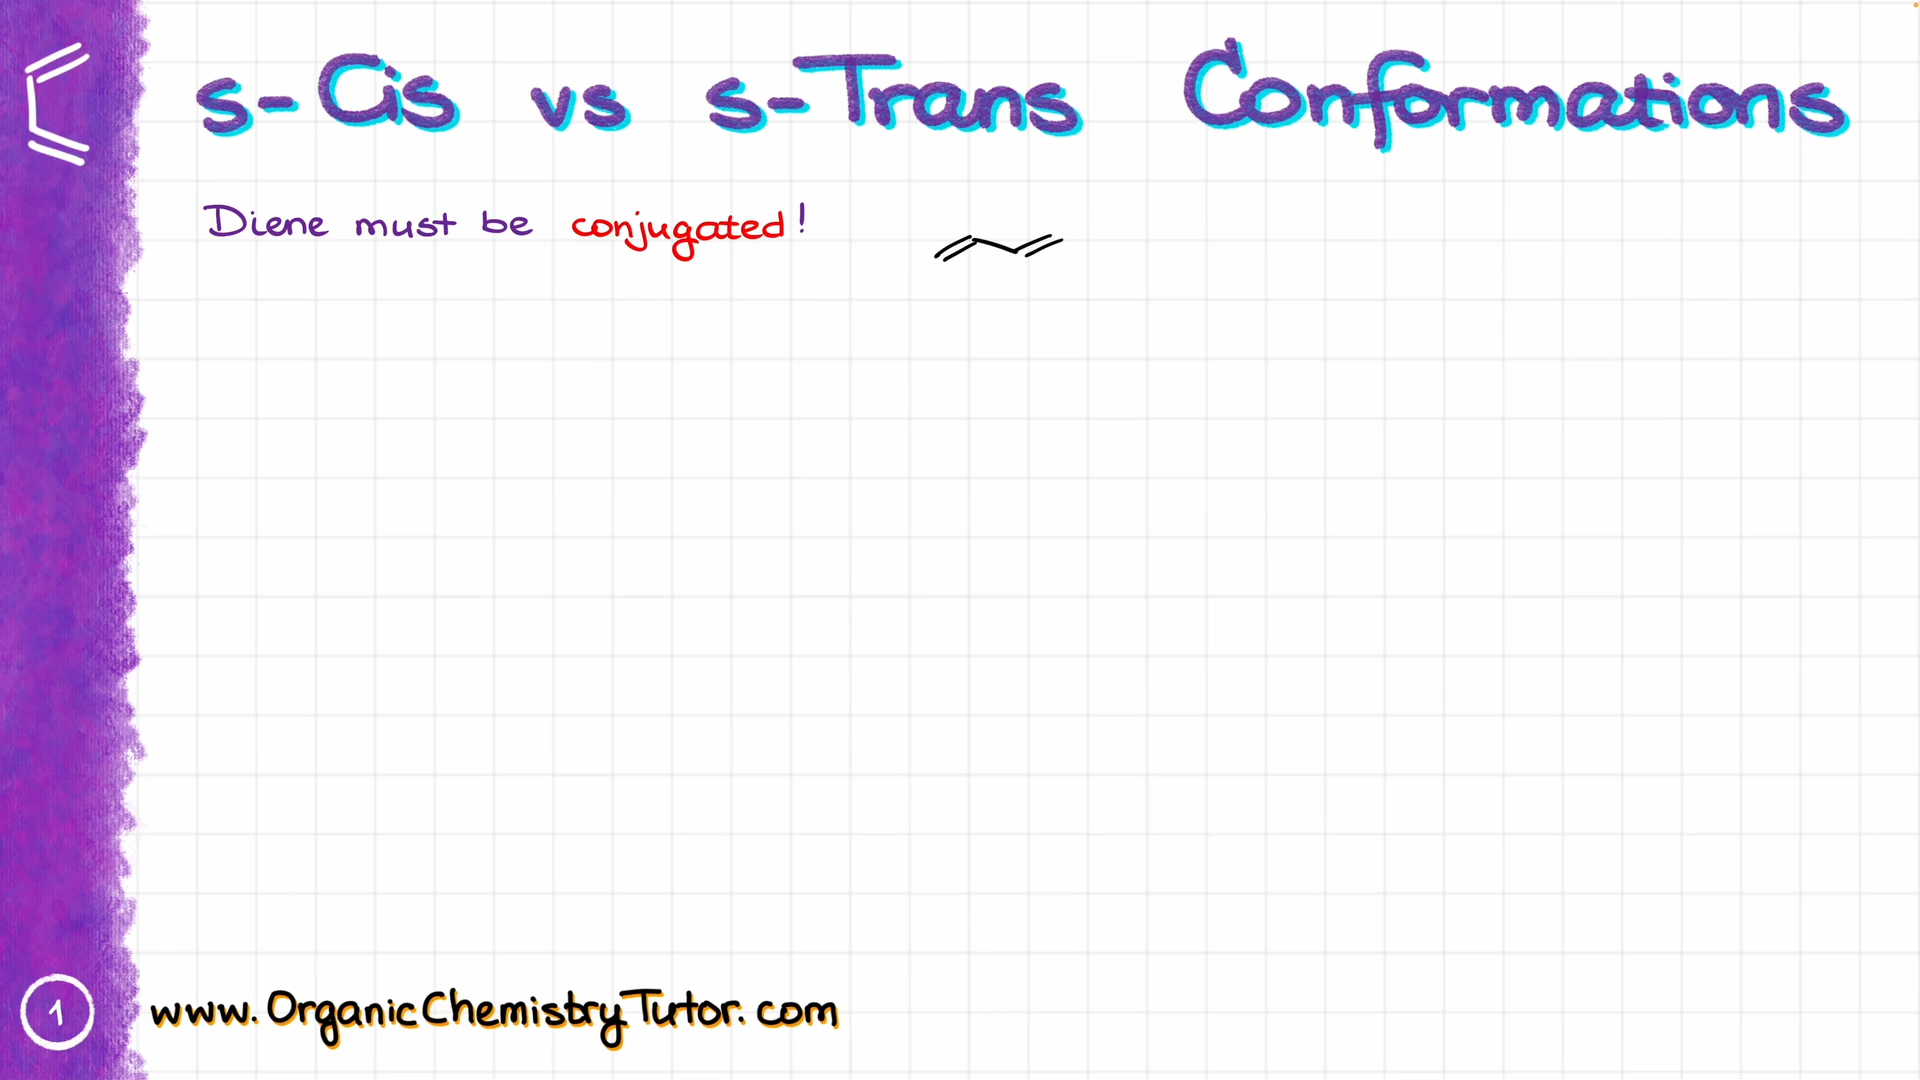 s-Cis vs s-Trans Conformations
Diene must be conjugated!
1
www.OrganicChemistryTutor.com